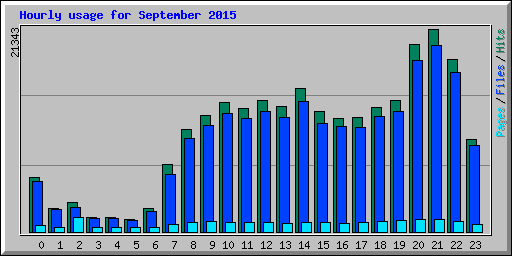 Hourly usage for September 2015
21343
Pages/Files/Hits
0 1 2 3 4 5 6 7 8 9 10 11 12 13 14 15 16 17 18 19 20 21 22 23